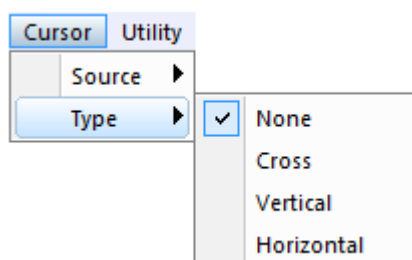 Cursor Utility
Source
Type None
Cross
Vertical
Horizontal